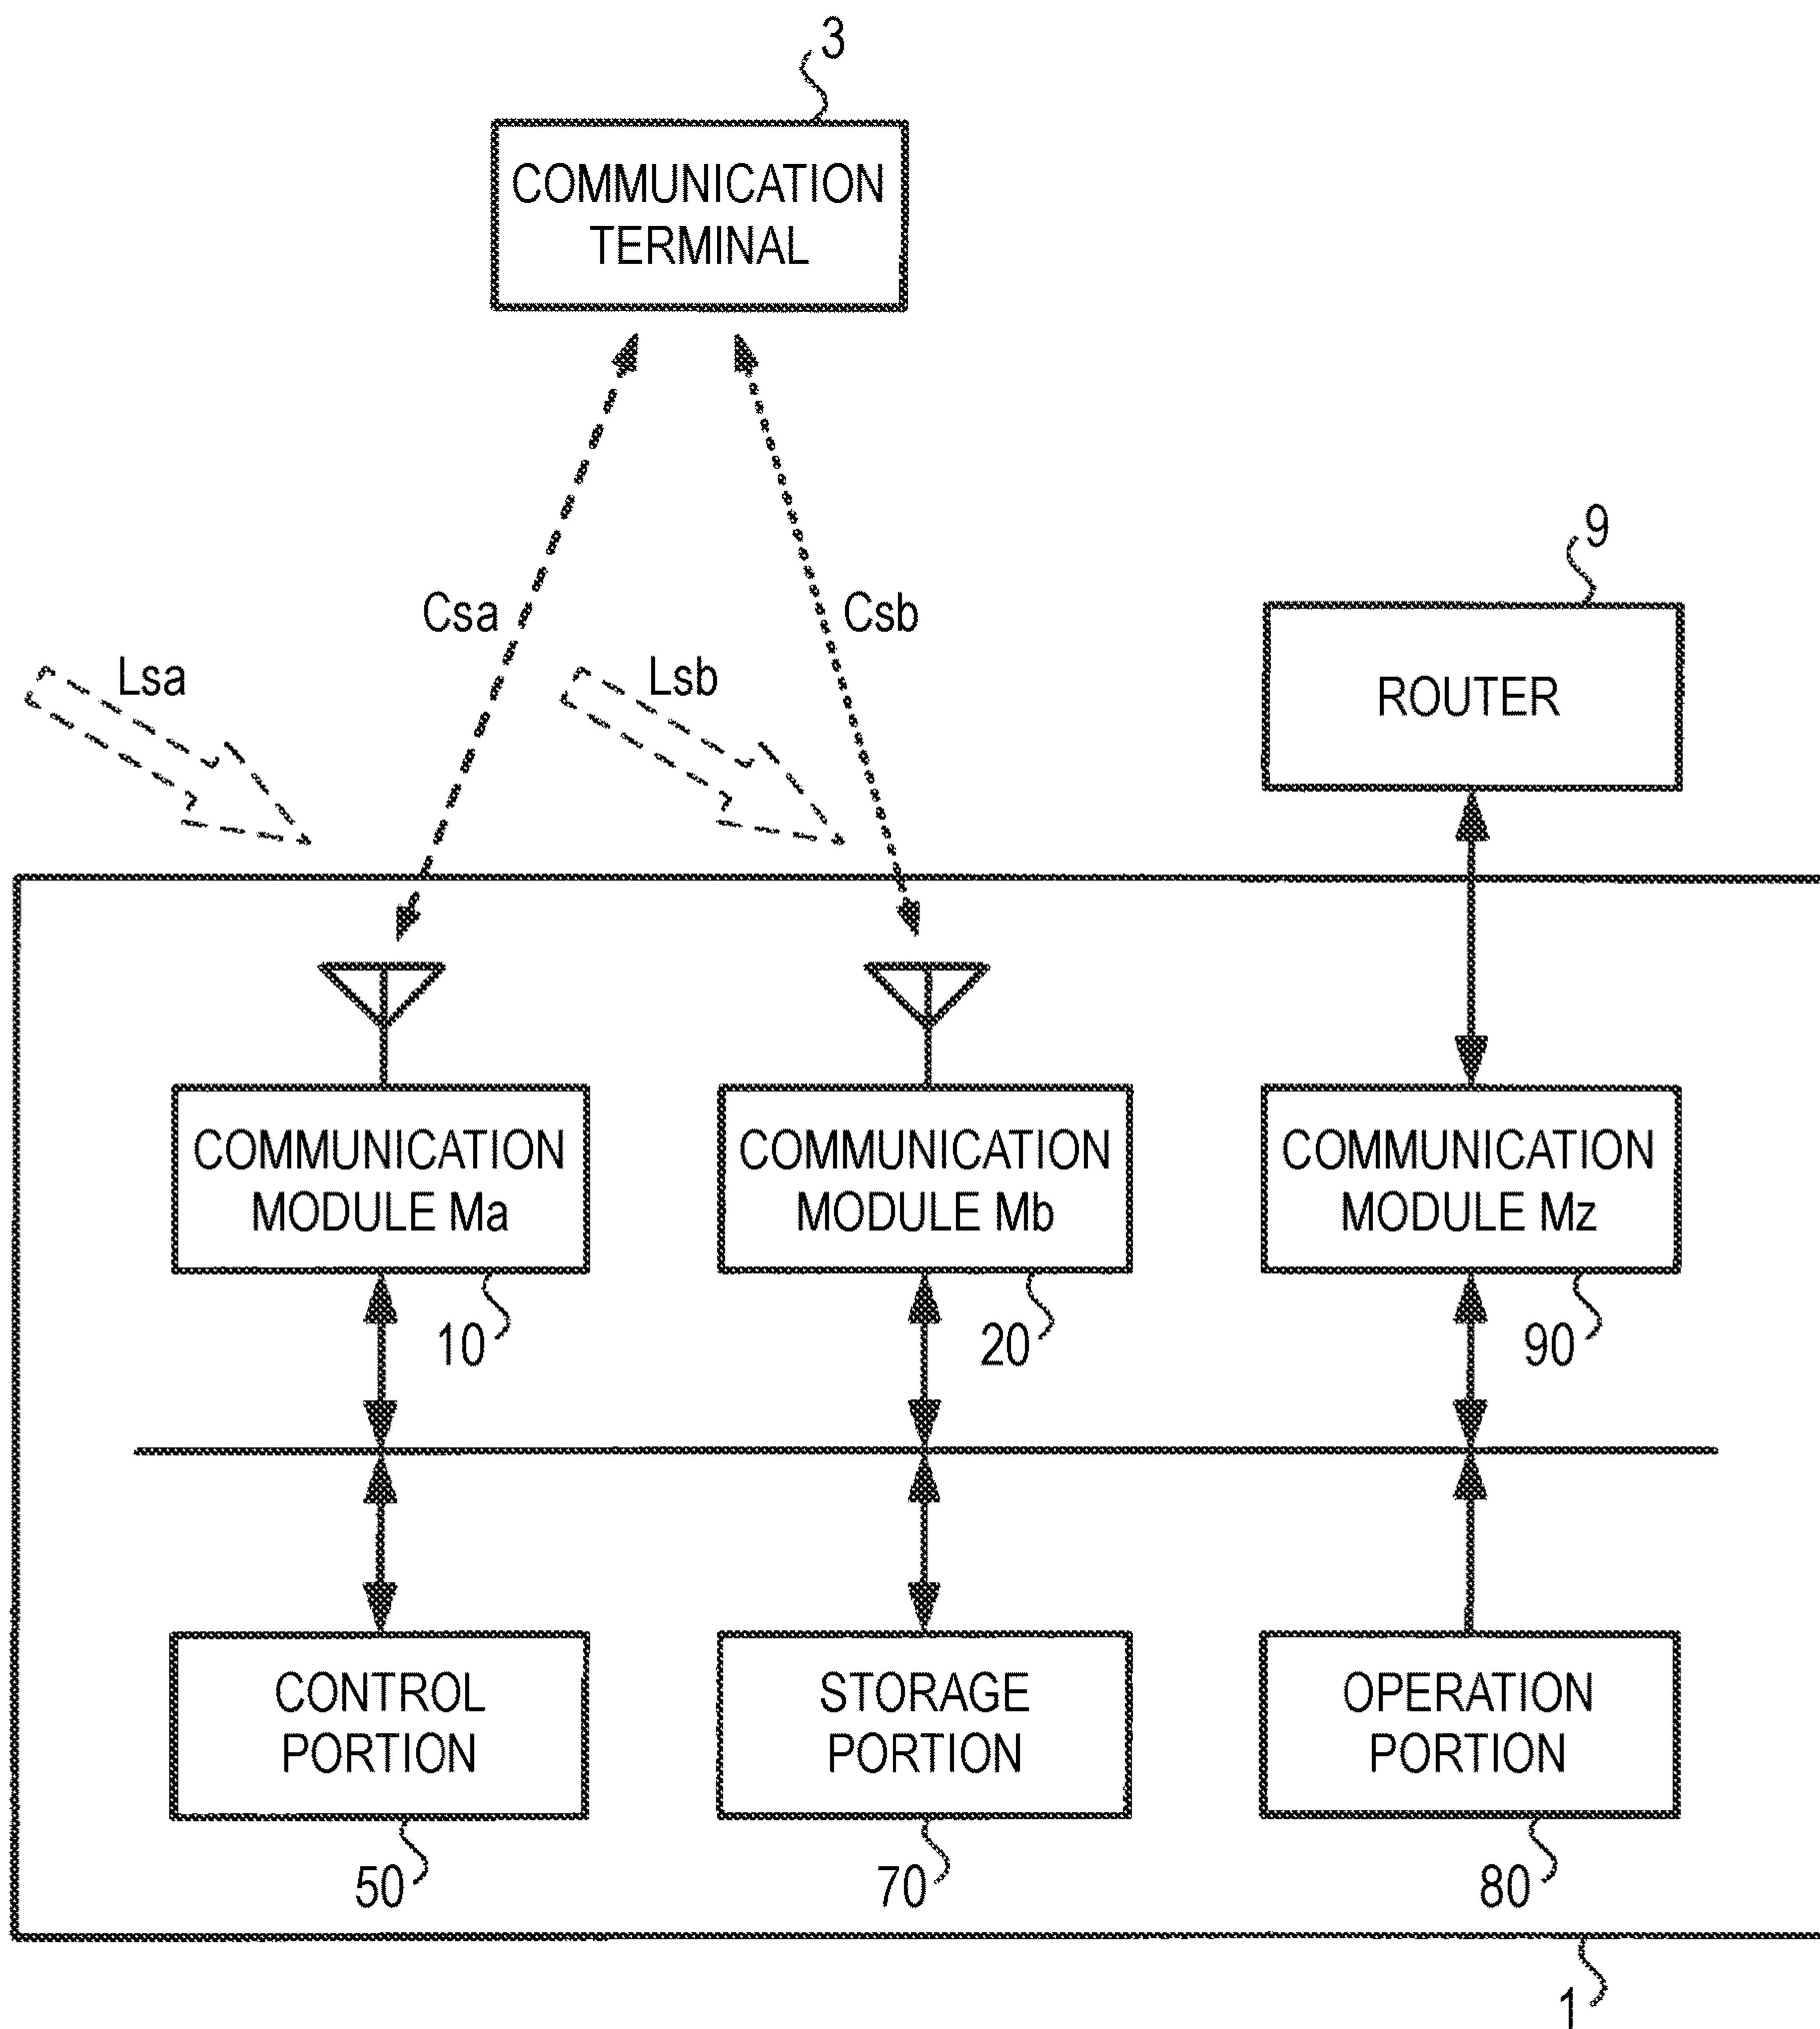 3
COMMUNICATION
TERMINAL
9
Csa
Csb
Lsa
Lsb
ROUTER
COMMUNICATION
MODULE Ma
COMMUNICATION
MODULE Mb
COMMUNICATION
MODULE Mz
10
20
90
CONTROL
PORTION
STORAGE
PORTION
OPERATION
PORTION
50
70
80
1